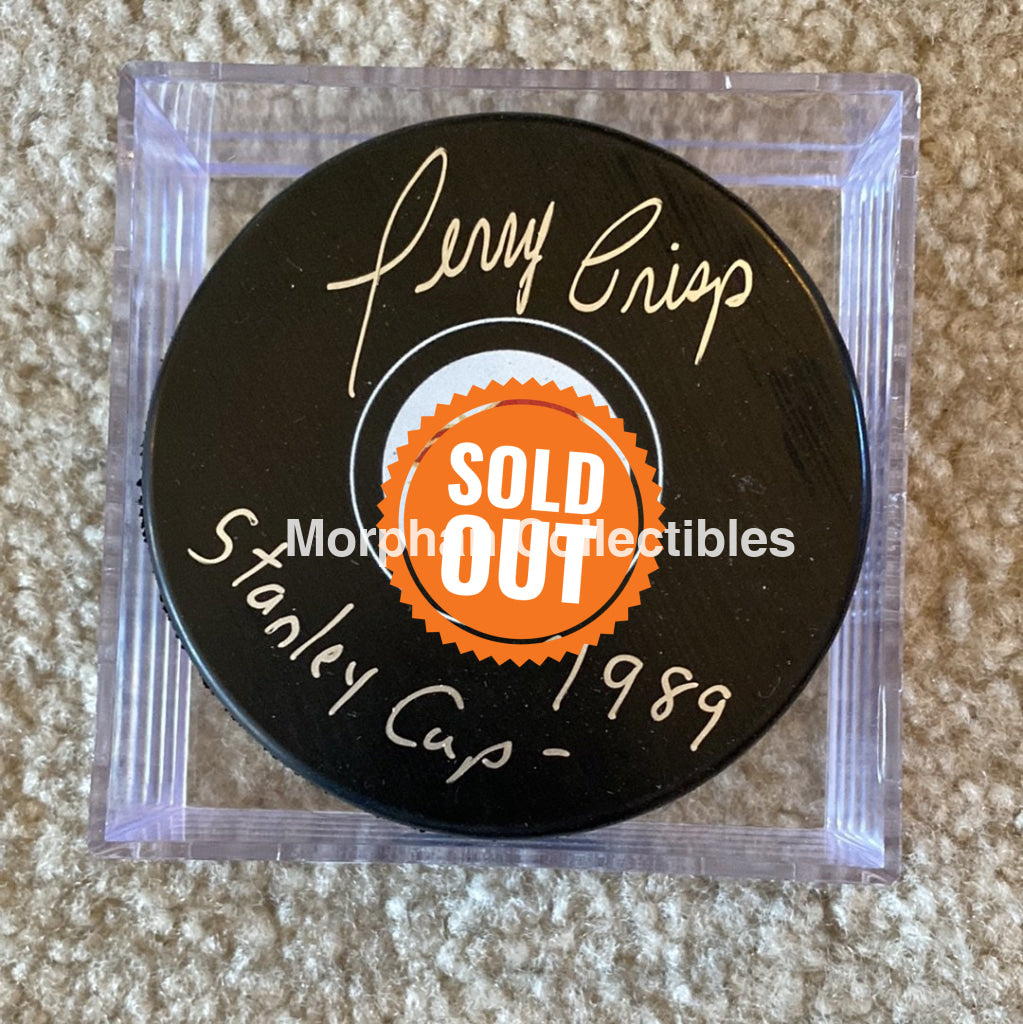 Terry Crisp
SOLD
OUT
Morphan Collectibles
Stanley Cup - 1989